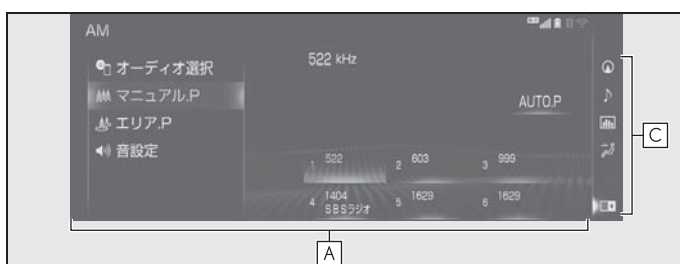 AM
522 kHz
オーディオ選択
マニュアル.P
エリア.P
音設定
AUTO.P
1 522
2 603
3 999
4 1404 SBSラジオ
5 1629
6 1629
A
C